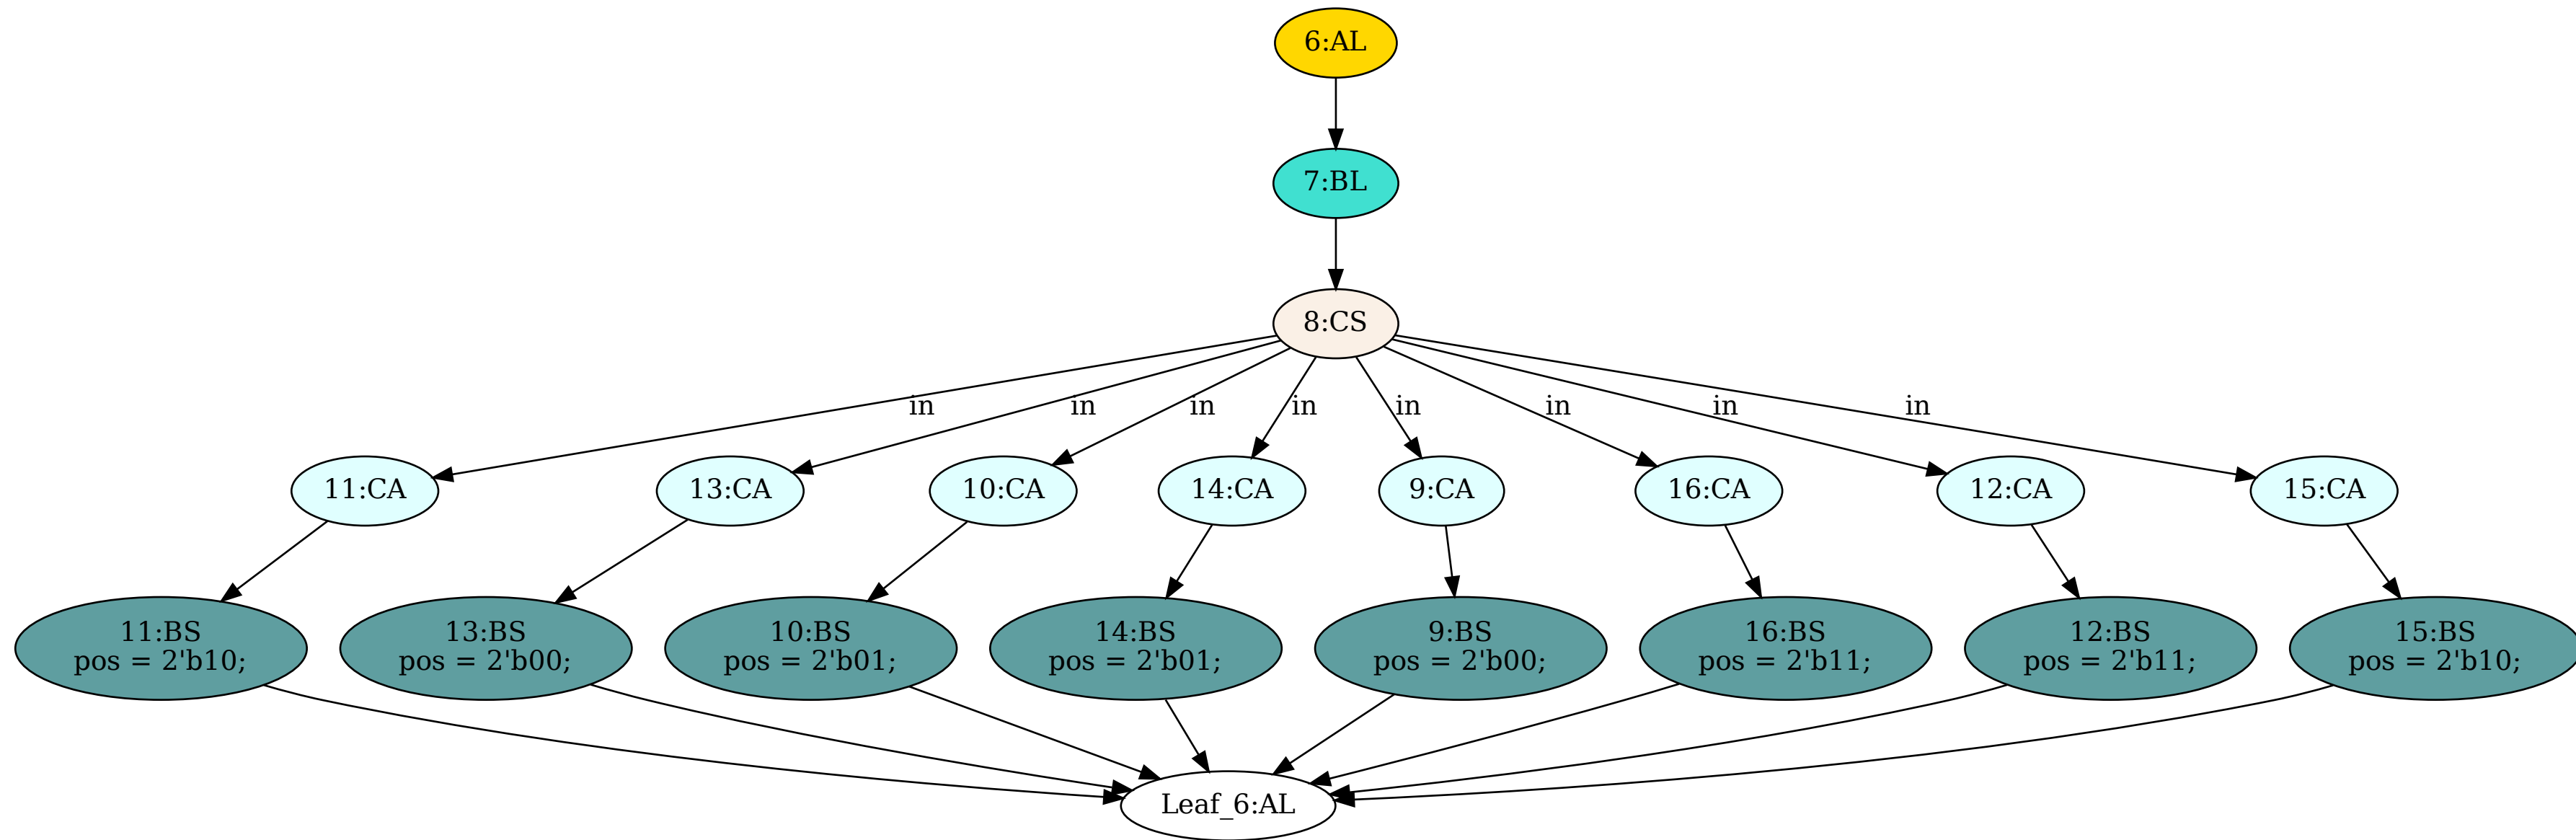 6:AL
7:BL
8:CS
in in in in in in in in
11:CA 13:CA 10:CA 14:CA 9:CA 16:CA 12:CA 15:CA
11:BS
pos = 2'b10;
13:BS
pos = 2'b00;
10:BS
pos = 2'b01;
14:BS
pos = 2'b01;
9:BS
pos = 2'b00;
16:BS
pos = 2'b11;
12:BS
pos = 2'b11;
15:BS
pos = 2'b10;
Leaf_6:AL